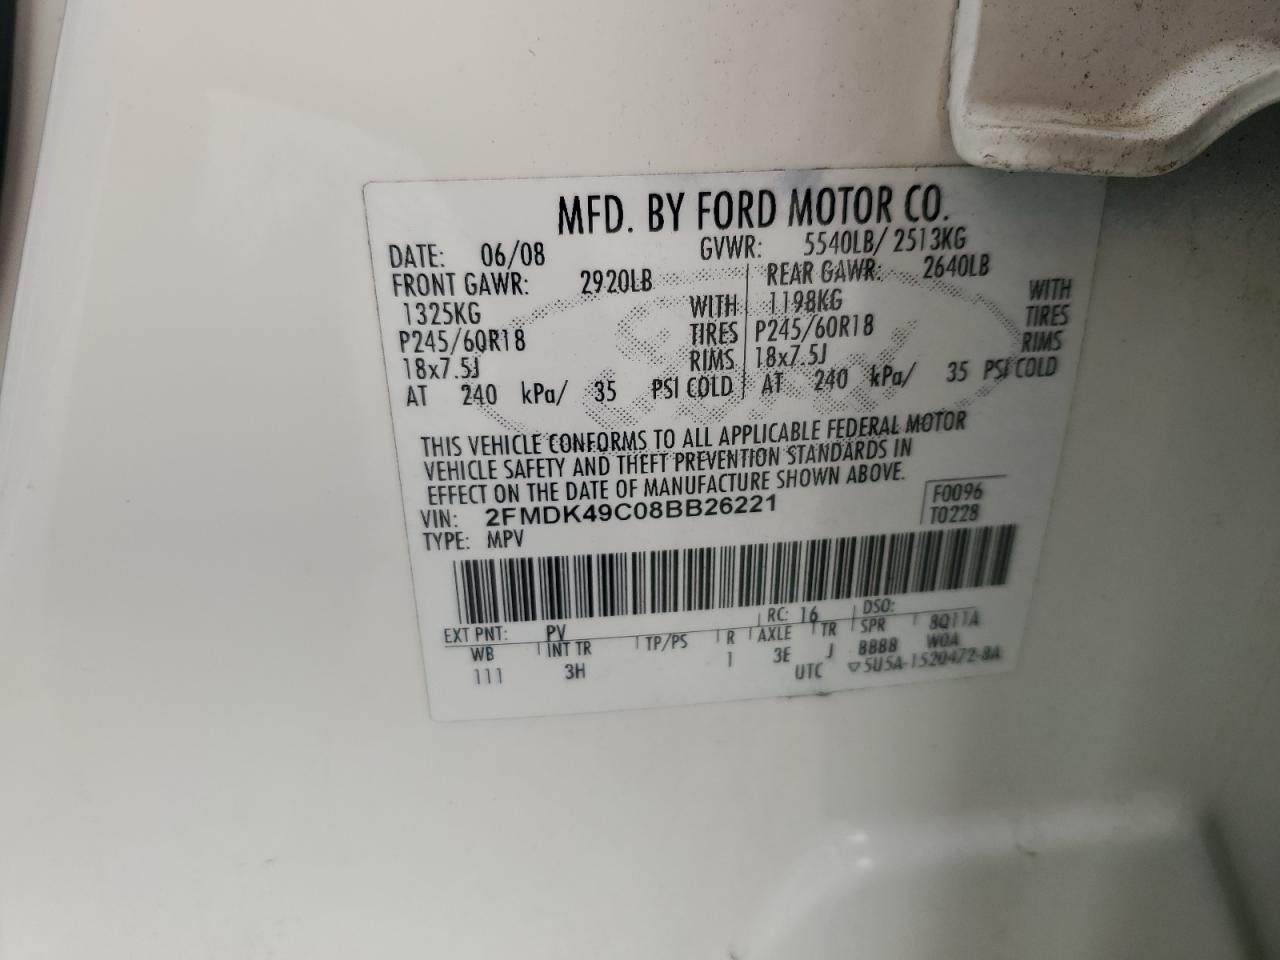 MFD. BY FORD MOTOR CO.
DATE: 06/08 GVWR: 5540LB/ 2513KG
FRONT GAWR: 2920LB REAR GAWR: 2640LB
1325KG WITH 1198KG WITH
P245/60R18 TIRES P245/60R18 TIRES
18x7.5J RIMS 18x7.5J RIMS
AT 240 kPa/ 35 PSI COLD AT 240 kPa/ 35 PSI COLD
THIS VEHICLE CONFORMS TO ALL APPLICABLE FEDERAL MOTOR
VEHICLE SAFETY AND THEFT PREVENTION STANDARDS IN
EFFECT ON THE DATE OF MANUFACTURE SHOWN ABOVE.
VIN: 2FMDK49C08BB26221 F0096
TYPE: MPV T0228
EXT PNT: PV RC: 16 DSO:
WB INT TR TP/PS R AXLE TR SPR 8Q11A
111 3H 1 3E J 8888 W0A
UTC ▽5U5A-1520472-8A